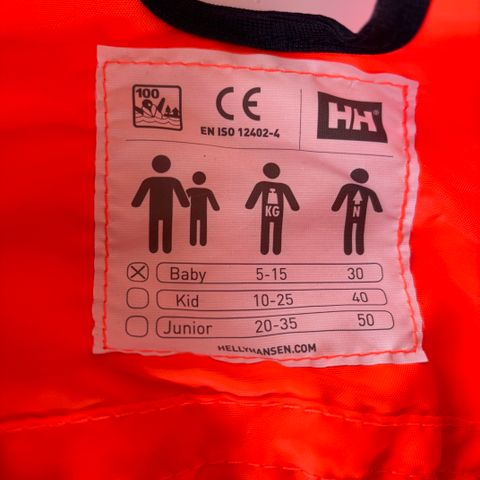 100
CE
HH
EN ISO 12402-4
KG
N
Baby 5-15 30
Kid 10-25 40
Junior 20-35 50
HELLYHANSEN.COM